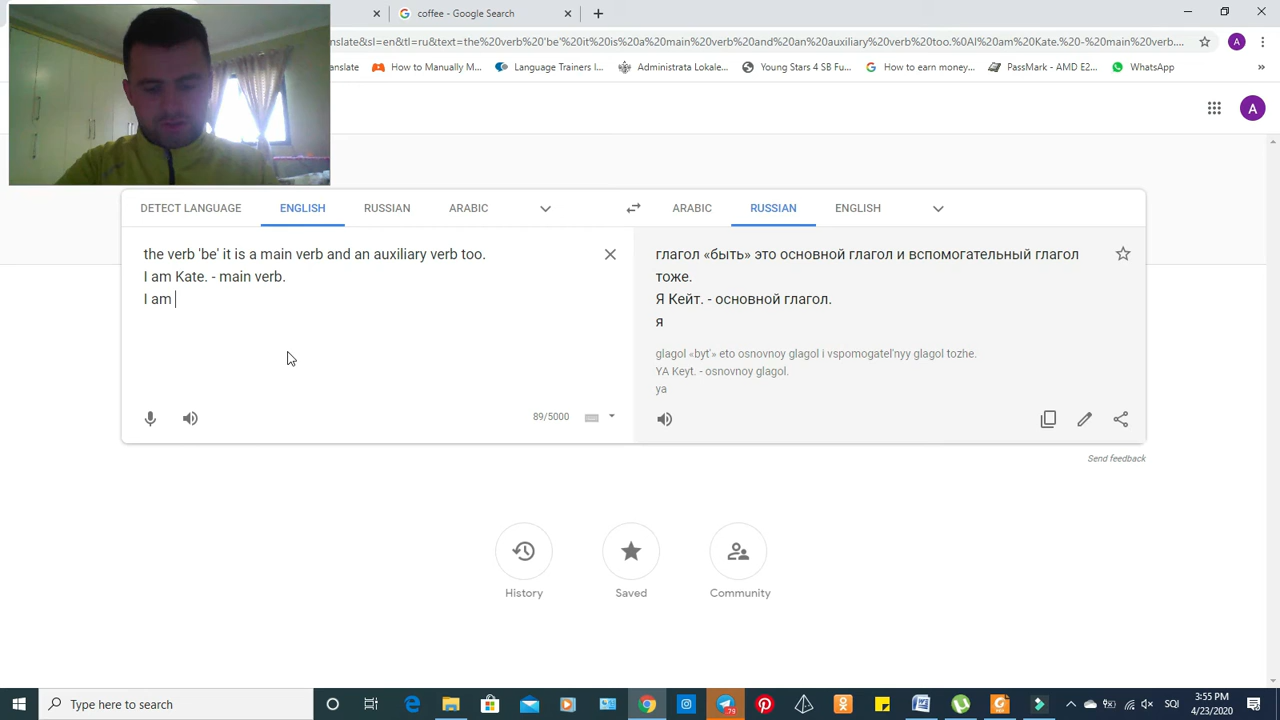 coffee - Google Search
nslate&sl=en&tl=ru&text=the%20verb%20'be'%20it%20is%20a%20main%20verb%20and%20an%20auxiliary%20verb%20too.%0AI%20am%20Kate.%20-%20main%20verb....
A
anslate
How to Manually M...
Language Trainers I...
Administrata Lokale...
Young Stars 4 SB Fu...
How to earn money...
PassMark - AMD E2...
WhatsApp
»
A
DETECT LANGUAGE
ENGLISH
RUSSIAN
ARABIC
ARABIC
RUSSIAN
ENGLISH
the verb 'be' it is a main verb and an auxiliary verb too.
I am Kate. - main verb.
I am
глагол «быть» это основной глагол и вспомогательный глагол
тоже.
Я Кейт. - основной глагол.
я
glagol «byt'» eto osnovnoy glagol i vspomogatel'nyy glagol tozhe.
YA Keyt. - osnovnoy glagol.
ya
89/5000
Send feedback
History
Saved
Community
Type here to search
79
SQI
3:55 PM
4/23/2020